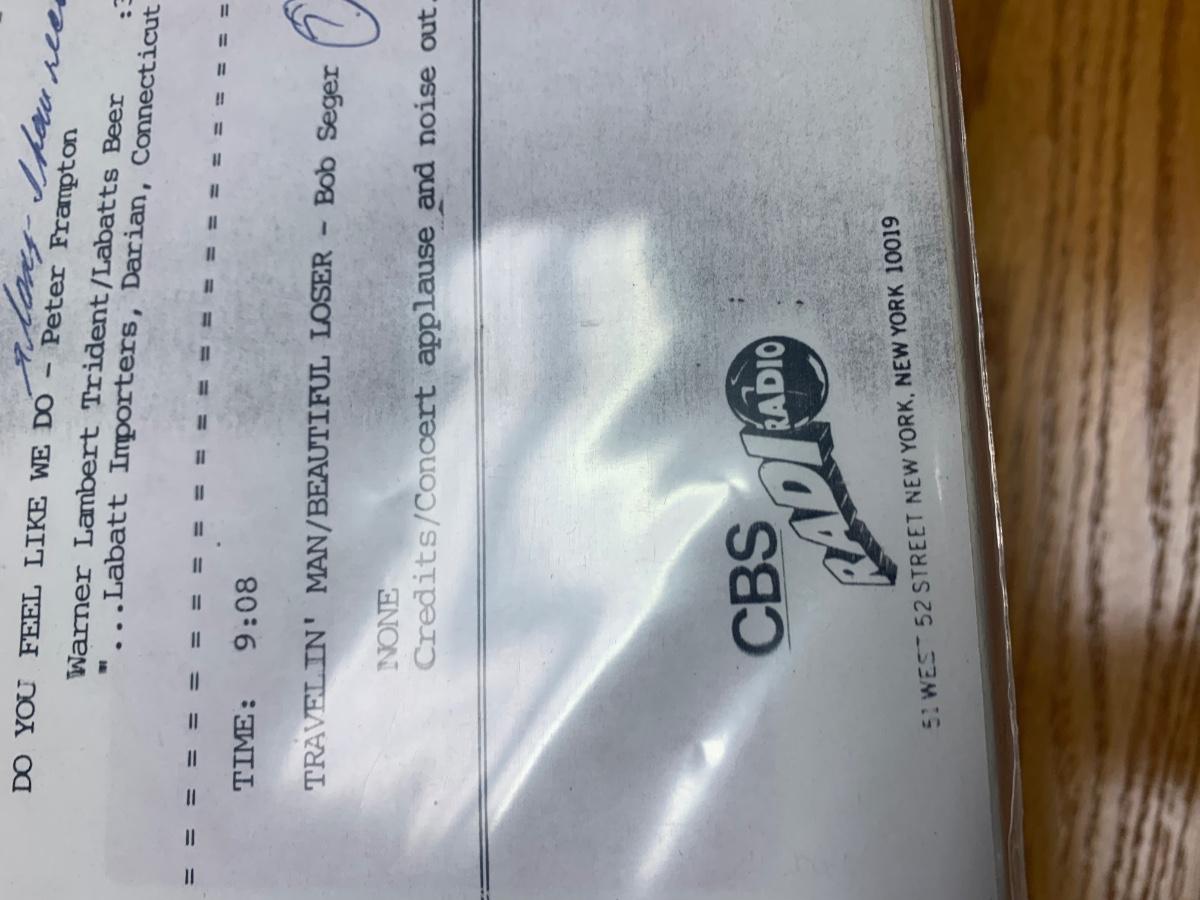 DO YOU FEEL LIKE WE DO - Peter Frampton
Warner Lambert Trident/Labatts Beer
"...Labatt Importers, Darian, Connecticut :3
= = = = = = = = = = = = = = = = = = = = = = = =
TIME: 9:08
TRAVELIN' MAN/BEAUTIFUL LOSER - Bob Seger
NONE
Credits/Concert applause and noise out.
CBS
RADIO
RADIO
51 WEST 52 STREET NEW YORK, NEW YORK 10019